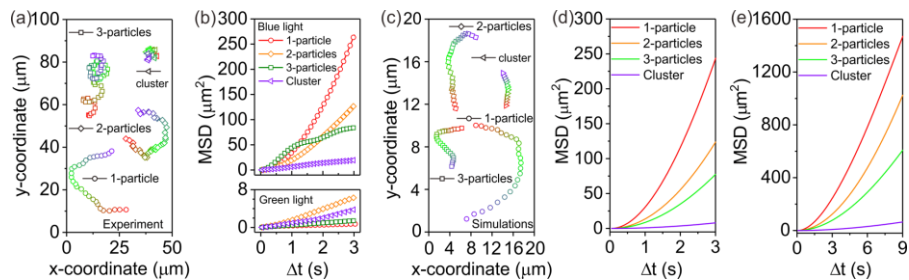 (a)
3-particles
cluster
2-particles
1-particle
Experiment
y-coordinate (μm)
100
80
60
40
20
0
0
25
50
x-coordinate (μm)
(b)
Blue light
1-particle
2-particles
3-particles
Cluster
MSD (μm²)
250
200
150
100
50
0
Green light
6
3
0
0
1
2
3
Δt (s)
(c)
2-particles
cluster
1-particle
3-particles
Simulations
y-coordinate (μm)
20
16
12
8
4
0
0
4
8
12
16
20
x-coordinate (μm)
(d)
1-particle
2-particles
3-particles
Cluster
MSD (μm²)
300
250
200
150
100
50
0
0
1
2
3
Δt (s)
(e)
1-particle
2-particles
3-particles
Cluster
MSD (μm²)
1600
1200
800
400
0
0
3
6
9
Δt (s)